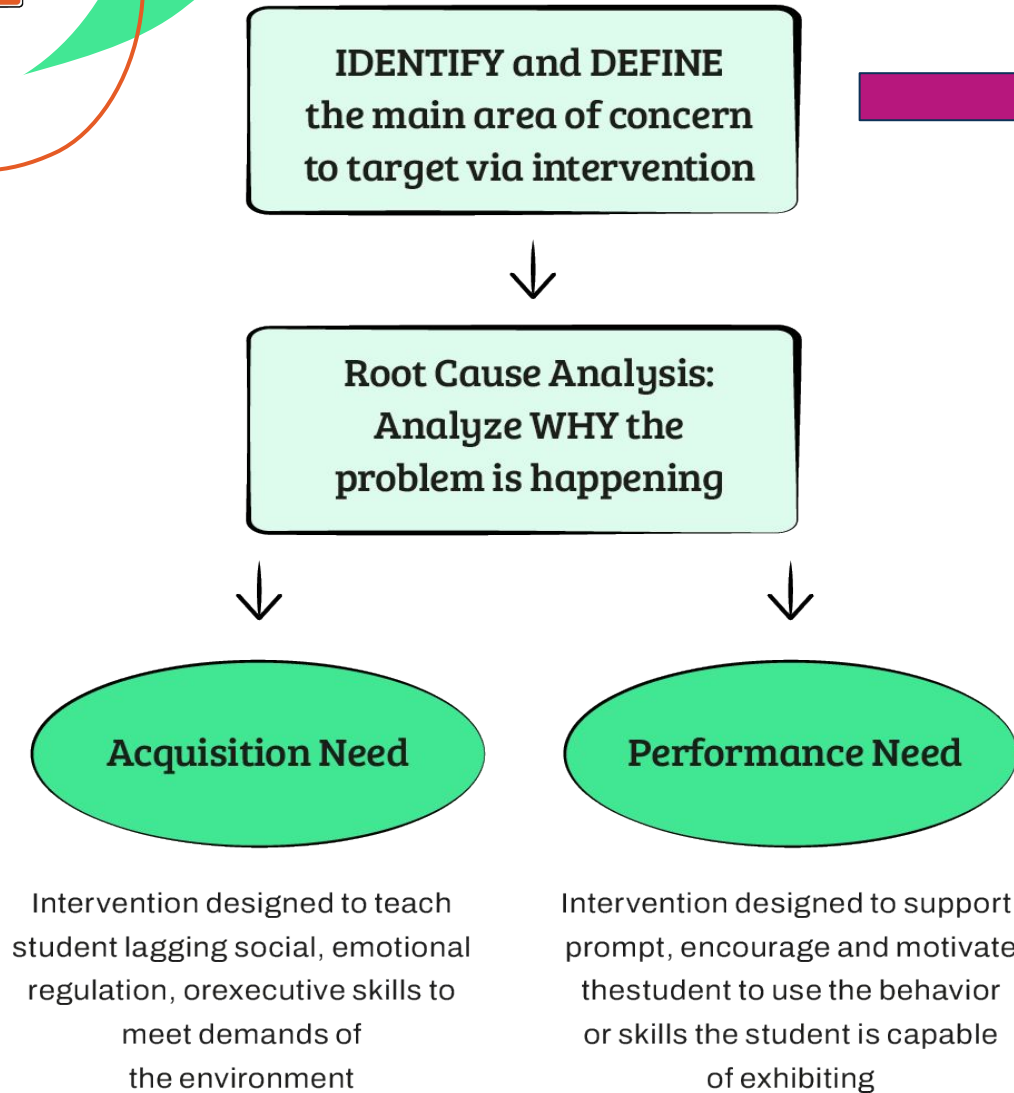 IDENTIFY and DEFINE
the main area of concern
to target via intervention
Root Cause Analysis:
Analyze WHY the
problem is happening
Acquisition Need
Performance Need
Intervention designed to teach
student lagging social, emotional
regulation, orexecutive skills to
meet demands of
the environment
Intervention designed to support
prompt, encourage and motivate
thestudent to use the behavior
or skills the student is capable
of exhibiting